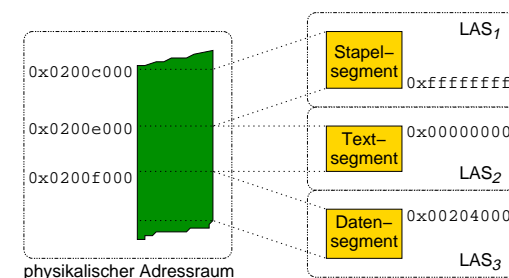 0x0200c000
0x0200e000
0x0200f000
physikalischer Adressraum
LAS1
Stapel–
segment
0xffffffff
Text–
segment
0x00000000
LAS2
Daten–
segment
0x00204000
LAS3